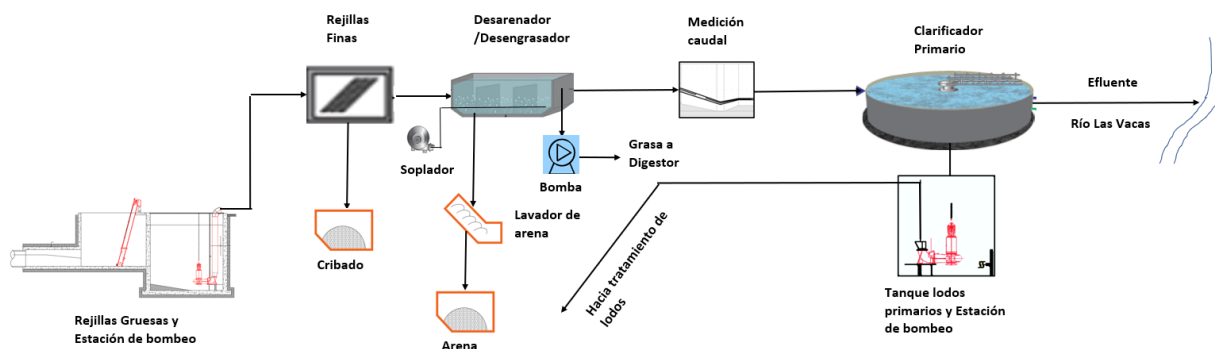 Rejillas
Finas
Desarenador
/Desengrasador
Medición
caudal
Clarificador
Primario
Efluente
Río Las Vacas
Soplador
Grasa a
Digestor
Bomba
Lavador de
arena
Cribado
Hacia tratamiento de
lodos
Rejillas Gruesas y
Estación de bombeo
Arena
Tanque lodos
primarios y Estación
de bombeo